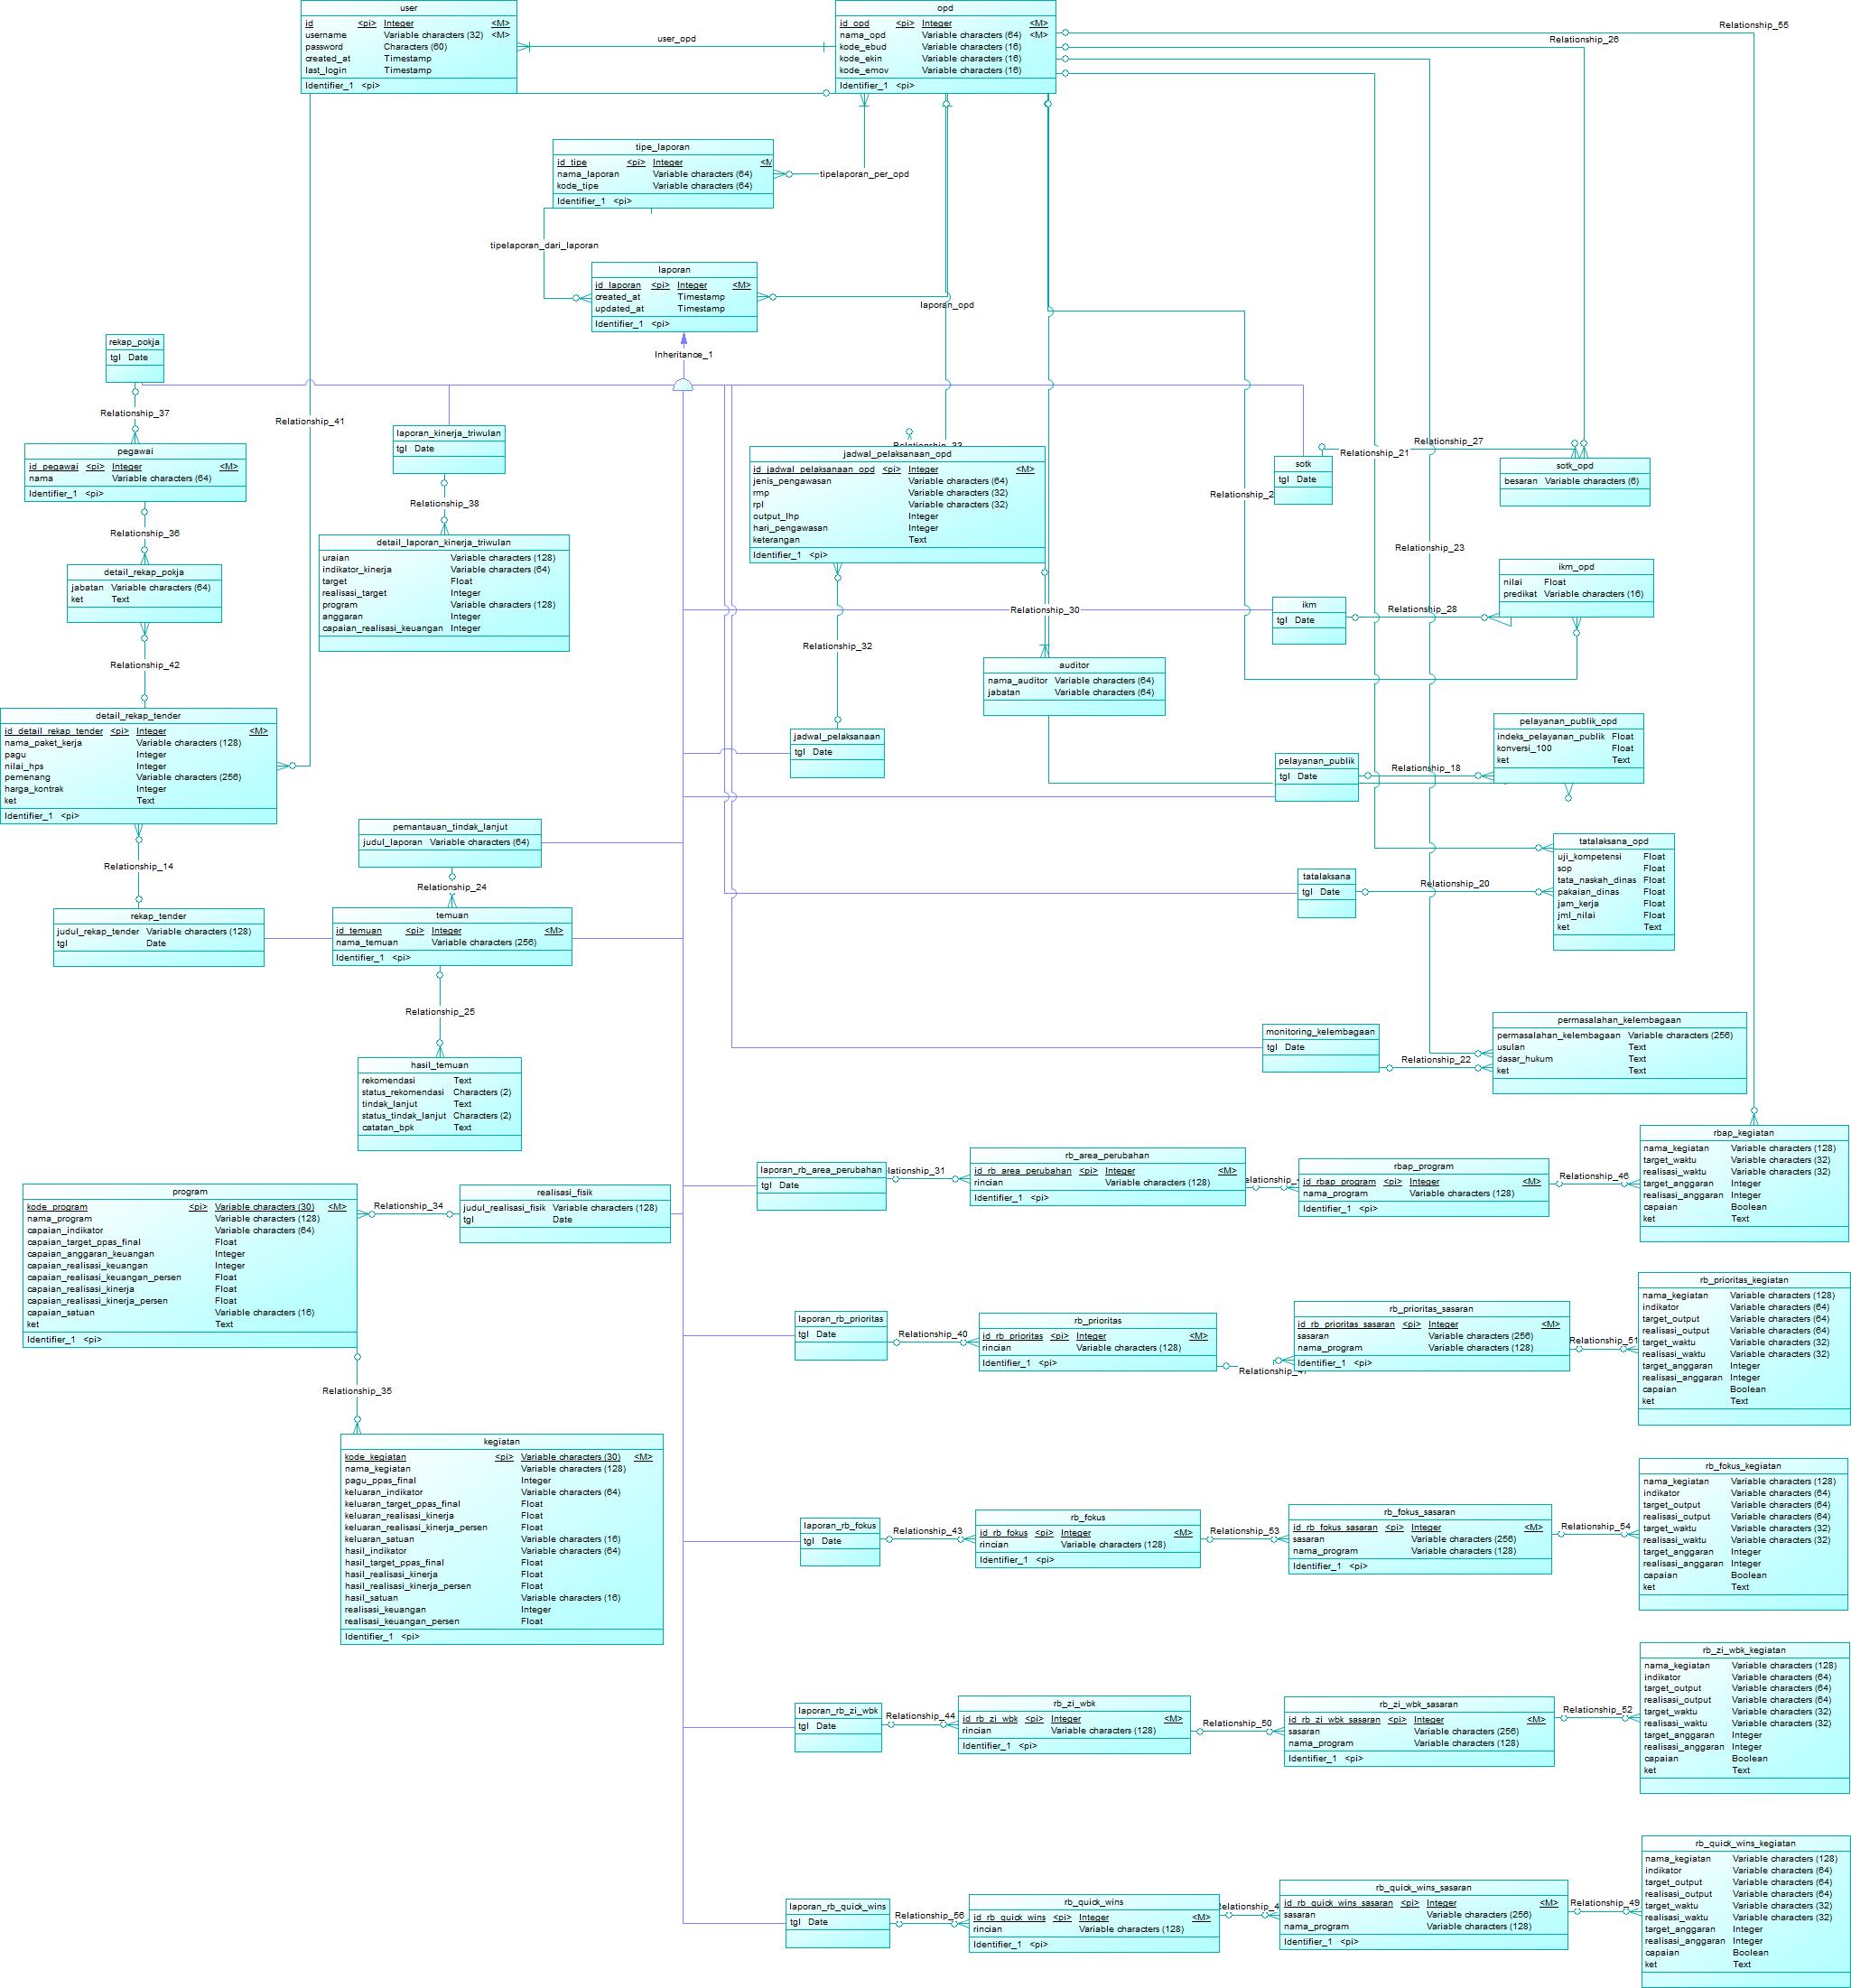 user
id <pi> Integer <M>
username Variable characters (32) <M>
password Characters (60)
created_at Timestamp
last_login Timestamp
Identifier_1 <pi>
user_opd
opd
id_opd <pi> Integer <M>
nama_opd Variable characters (64) <M>
kode_ebud Variable characters (16)
kode_ekin Variable characters (16)
kode_emov Variable characters (16)
Identifier_1 <pi>
Relationship_55
Relationship_26
tipe_laporan
id_tipe <pi> Integer <M
nama_laporan Variable characters (64)
kode_tipe Variable characters (64)
Identifier_1 <pi>
tipelaporan_per_opd
tipelaporan_dari_laporan
laporan
id_laporan <pi> Integer <M>
created_at Timestamp
updated_at Timestamp
Identifier_1 <pi>
laporan_opd
Inheritance_1
rekap_pokja
tgl Date
Relationship_37
Relationship_41
pegawai
id_pegawai <pi> Integer <M>
nama Variable characters (64)
Identifier_1 <pi>
Relationship_36
detail_rekap_pokja
jabatan Variable characters (64)
ket Text
Relationship_42
laporan_kinerja_triwulan
tgl Date
Relationship_38
detail_laporan_kinerja_triwulan
uraian Variable characters (128)
indikator_kinerja Variable characters (64)
target Float
realisasi_target Integer
program Variable characters (128)
anggaran Integer
capaian_realisasi_keuangan Integer
Relationship_33
jadwal_pelaksanaan_opd
id_jadwal_pelaksanaan_opd <pi> Integer <M>
jenis_pengawasan Variable characters (64)
rmp Variable characters (32)
rpl Variable characters (32)
output_lhp Integer
hari_pengawasan Integer
keterangan Text
Identifier_1 <pi>
Relationship_27
Relationship_21
sotk
tgl Date
sotk_opd
besaran Variable characters (6)
Relationship_2
Relationship_23
ikm_opd
nilai Float
predikat Variable characters (16)
ikm
tgl Date
Relationship_28
Relationship_30
Relationship_32
auditor
nama_auditor Variable characters (64)
jabatan Variable characters (64)
detail_rekap_tender
id_detail_rekap_tender <pi> Integer <M>
nama_paket_kerja Variable characters (128)
pagu Integer
nilai_hps Integer
pemenang Variable characters (256)
harga_kontrak Integer
ket Text
Identifier_1 <pi>
jadwal_pelaksanaan
tgl Date
pelayanan_publik
tgl Date
Relationship_18
pelayanan_publik_opd
indeks_pelayanan_publik Float
konversi_100 Float
ket Text
Relationship_14
pemantauan_tindak_lanjut
judul_laporan Variable characters (64)
Relationship_24
tatalaksana
tgl Date
Relationship_20
tatalaksana_opd
uji_kompetensi Float
sop Float
tata_naskah_dinas Float
pakaian_dinas Float
jam_kerja Float
jml_nilai Float
ket Text
rekap_tender
judul_rekap_tender Variable characters (128)
tgl Date
temuan
id_temuan <pi> Integer <M>
nama_temuan Variable characters (256)
Identifier_1 <pi>
Relationship_25
hasil_temuan
rekomendasi Text
status_rekomendasi Characters (2)
tindak_lanjut Text
status_tindak_lanjut Characters (2)
catatan_bpk Text
monitoring_kelembagaan
tgl Date
Relationship_22
permasalahan_kelembagaan
permasalahan_kelembagaan Variable characters (256)
usulan Text
dasar_hukum Text
ket Text
laporan_rb_area_perubahan
tgl Date
lationship_31
rb_area_perubahan
id_rb_area_perubahan <pi> Integer <M>
rincian Variable characters (128)
Identifier_1 <pi>
elationship_
rbap_program
id_rbap_program <pi> Integer <M>
nama_program Variable characters (128)
Identifier_1 <pi>
Relationship_46
rbap_kegiatan
nama_kegiatan Variable characters (128)
target_waktu Variable characters (32)
realisasi_waktu Variable characters (32)
target_anggaran Integer
realisasi_anggaran Integer
capaian Boolean
ket Text
program
kode_program <pi> Variable characters (30) <M>
nama_program Variable characters (128)
capaian_indikator Variable characters (64)
capaian_target_ppas_final Float
capaian_anggaran_keuangan Integer
capaian_realisasi_keuangan Integer
capaian_realisasi_keuangan_persen Float
capaian_realisasi_kinerja Float
capaian_realisasi_kinerja_persen Float
capaian_satuan Variable characters (16)
ket Text
Identifier_1 <pi>
Relationship_34
realisasi_fisik
judul_realisasi_fisik Variable characters (128)
tgl Date
Relationship_35
laporan_rb_prioritas
tgl Date
Relationship_40
rb_prioritas
id_rb_prioritas <pi> Integer <M>
rincian Variable characters (128)
Identifier_1 <pi>
Relationship_4
rb_prioritas_sasaran
id_rb_prioritas_sasaran <pi> Integer <M>
sasaran Variable characters (256)
nama_program Variable characters (128)
Identifier_1 <pi>
Relationship_51
rb_prioritas_kegiatan
nama_kegiatan Variable characters (128)
indikator Variable characters (64)
target_output Variable characters (64)
realisasi_output Variable characters (64)
target_waktu Variable characters (32)
realisasi_waktu Variable characters (32)
target_anggaran Integer
realisasi_anggaran Integer
capaian Boolean
ket Text
kegiatan
kode_kegiatan <pi> Variable characters (30) <M>
nama_kegiatan Variable characters (128)
pagu_ppas_final Integer
keluaran_indikator Variable characters (64)
keluaran_target_ppas_final Float
keluaran_realisasi_kinerja Float
keluaran_realisasi_kinerja_persen Float
keluaran_satuan Variable characters (16)
hasil_indikator Variable characters (64)
hasil_target_ppas_final Float
hasil_realisasi_kinerja Float
hasil_realisasi_kinerja_persen Float
hasil_satuan Variable characters (16)
realisasi_keuangan Integer
realisasi_keuangan_persen Float
Identifier_1 <pi>
laporan_rb_fokus
tgl Date
Relationship_43
rb_fokus
id_rb_fokus <pi> Integer <M>
rincian Variable characters (128)
Identifier_1 <pi>
Relationship_53
rb_fokus_sasaran
id_rb_fokus_sasaran <pi> Integer <M>
sasaran Variable characters (256)
nama_program Variable characters (128)
Identifier_1 <pi>
Relationship_54
rb_fokus_kegiatan
nama_kegiatan Variable characters (128)
indikator Variable characters (64)
target_output Variable characters (64)
realisasi_output Variable characters (64)
target_waktu Variable characters (32)
realisasi_waktu Variable characters (32)
target_anggaran Integer
realisasi_anggaran Integer
capaian Boolean
ket Text
laporan_rb_zi_wbk
tgl Date
Relationship_44
rb_zi_wbk
id_rb_zi_wbk <pi> Integer <M>
rincian Variable characters (128)
Identifier_1 <pi>
Relationship_50
rb_zi_wbk_sasaran
id_rb_zi_wbk_sasaran <pi> Integer <M>
sasaran Variable characters (256)
nama_program Variable characters (128)
Identifier_1 <pi>
Relationship_52
rb_zi_wbk_kegiatan
nama_kegiatan Variable characters (128)
indikator Variable characters (64)
target_output Variable characters (64)
realisasi_output Variable characters (64)
target_waktu Variable characters (32)
realisasi_waktu Variable characters (32)
target_anggaran Integer
realisasi_anggaran Integer
capaian Boolean
ket Text
laporan_rb_quick_wins
tgl Date
Relationship_56
rb_quick_wins
id_rb_quick_wins <pi> Integer <M>
rincian Variable characters (128)
Identifier_1 <pi>
elationship_4
rb_quick_wins_sasaran
id_rb_quick_wins_sasaran <pi> Integer <M>
sasaran Variable characters (256)
nama_program Variable characters (128)
Identifier_1 <pi>
Relationship_49
rb_quick_wins_kegiatan
nama_kegiatan Variable characters (128)
indikator Variable characters (64)
target_output Variable characters (64)
realisasi_output Variable characters (64)
target_waktu Variable characters (32)
realisasi_waktu Variable characters (32)
target_anggaran Integer
realisasi_anggaran Integer
capaian Boolean
ket Text